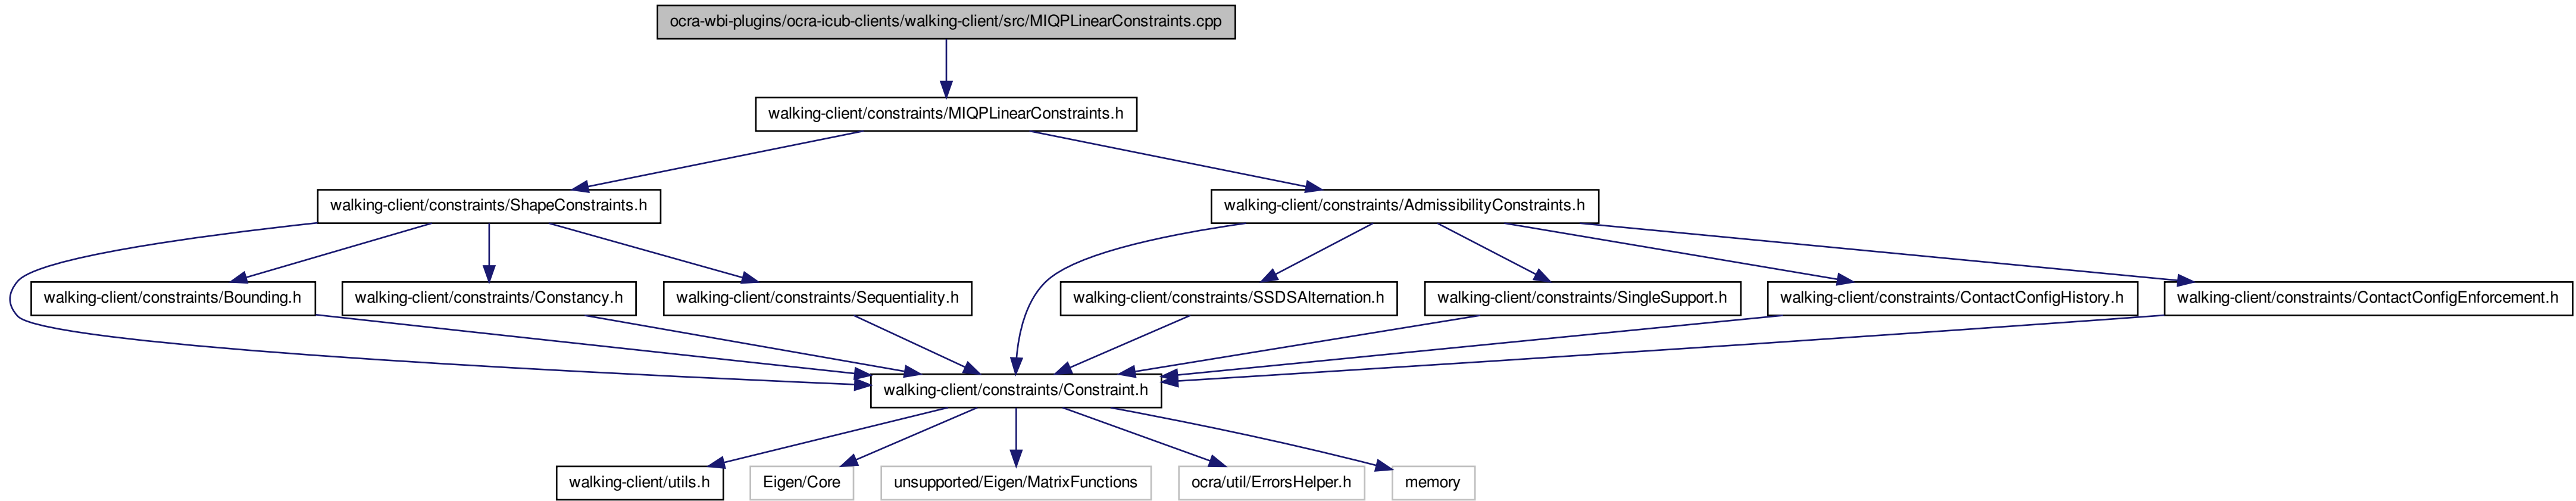 ocra-wbi-plugins/ocra-icub-clients/walking-client/src/MIQPLinearConstraints.cpp
walking-client/constraints/MIQPLinearConstraints.h
walking-client/constraints/ShapeConstraints.h
walking-client/constraints/AdmissibilityConstraints.h
walking-client/constraints/Bounding.h
walking-client/constraints/Constancy.h
walking-client/constraints/Sequentiality.h
walking-client/constraints/SSDSAlternation.h
walking-client/constraints/SingleSupport.h
walking-client/constraints/ContactConfigHistory.h
walking-client/constraints/ContactConfigEnforcement.h
walking-client/constraints/Constraint.h
walking-client/utils.h
Eigen/Core
unsupported/Eigen/MatrixFunctions
ocra/util/ErrorsHelper.h
memory